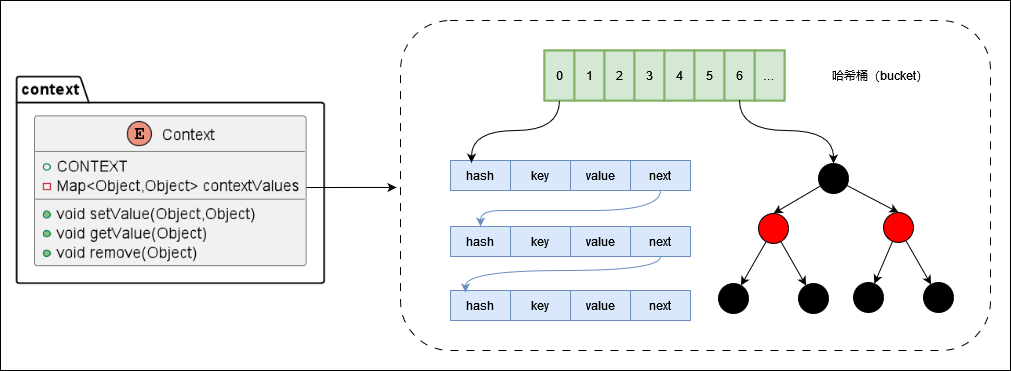 context
E Context
CONTEXT
Map<Object,Object> contextValues
void setValue(Object,Object)
void getValue(Object)
void remove(Object)
0 1 2 3 4 5 6 ...
哈希桶（bucket）
hash key value next
hash key value next
hash key value next